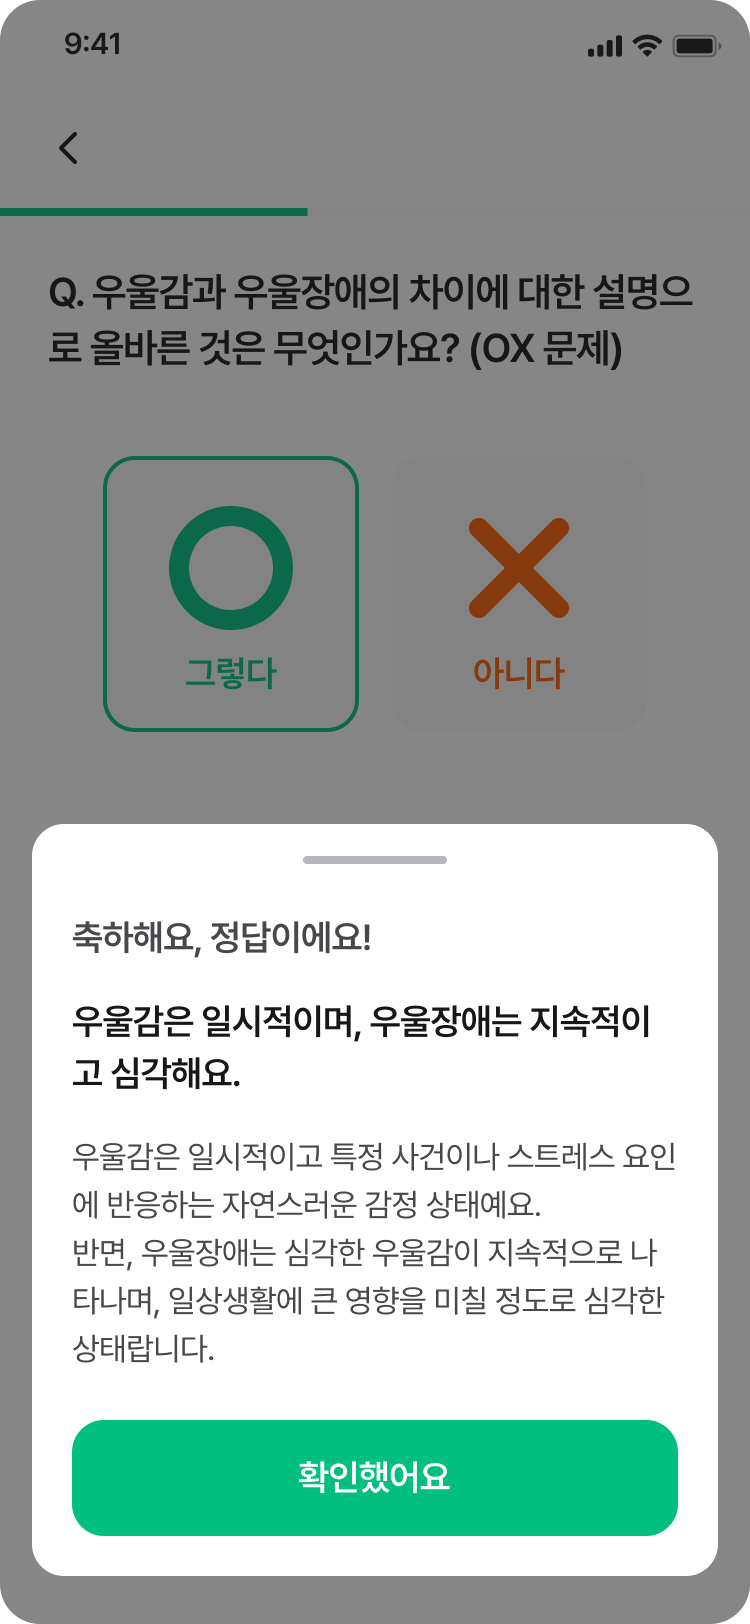 9:41
Q. 우울감과 우울장애의 차이에 대한 설명으
로 올바른 것은 무엇인가요? (OX 문제)
그렇다
아니다
축하해요, 정답이에요!
우울감은 일시적이며, 우울장애는 지속적이
고 심각해요.
우울감은 일시적이고 특정 사건이나 스트레스 요인
에 반응하는 자연스러운 감정 상태예요.
반면, 우울장애는 심각한 우울감이 지속적으로 나
타나며, 일상생활에 큰 영향을 미칠 정도로 심각한
상태랍니다.
확인했어요